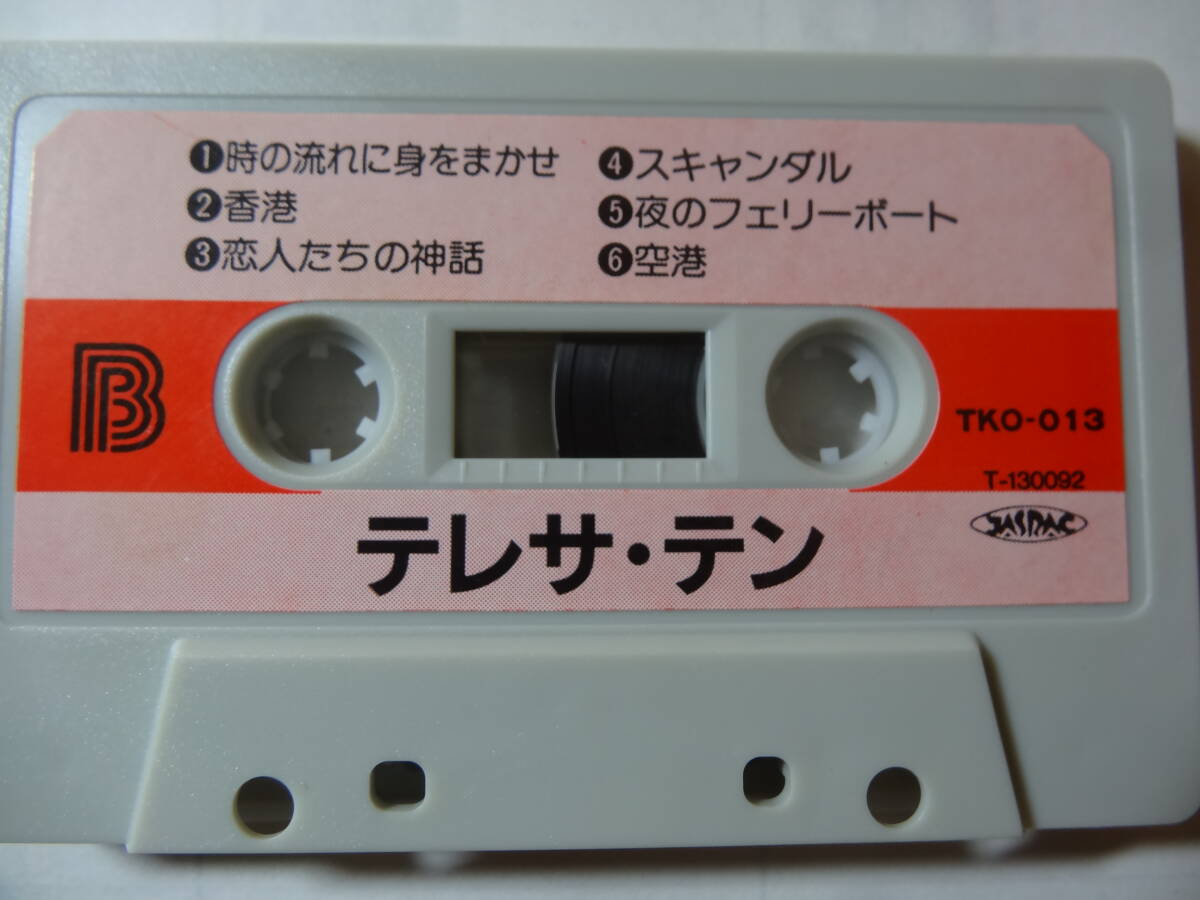 ❶時の流れに身をまかせ
❷香港
❸恋人たちの神話
❹スキャンダル
❺夜のフェリーボート
❻空港
B
TKO-013
T-130092
JASRAC
テレサ・テン